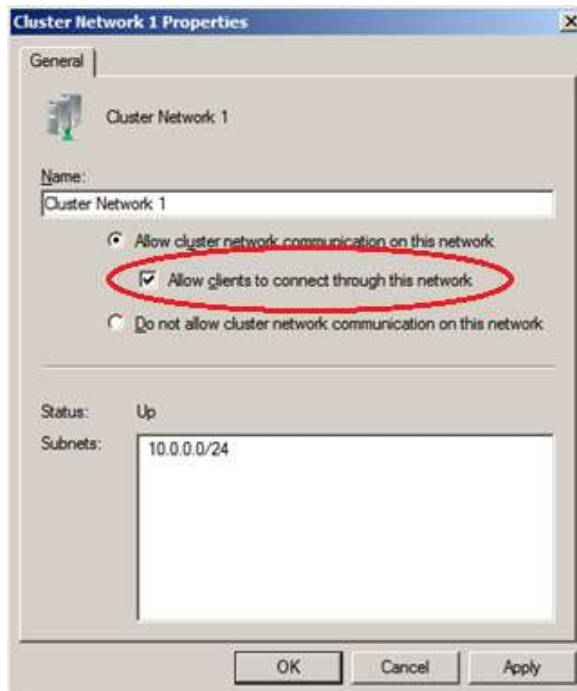 Cluster Network 1 Properties
General
Cluster Network 1
Name:
Cluster Network 1
Allow cluster network communication on this network
Allow clients to connect through this network
Do not allow cluster network communication on this network
Status: Up
Subnets: 10.0.0.0/24
OK Cancel Apply